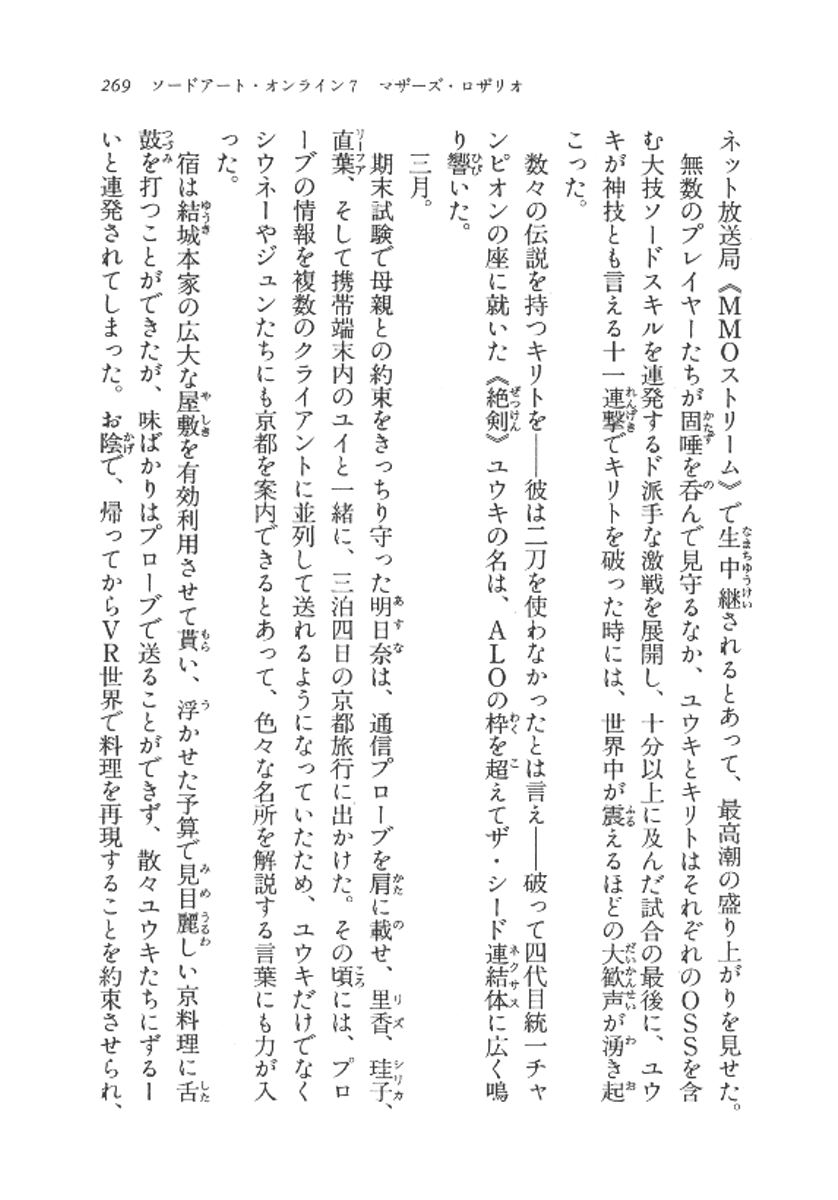 269 ソードアート・オンライン7 マザーズ・ロザリオ
ネット放送局《MMOストリーム》で生中継されるとあって、最高潮の盛り上がりを見せた。
無数のプレイヤーたちが固唾を呑んで見守るなか、ユウキとキリトはそれぞれのOSSを含
む大技ソードスキルを連発するド派手な激戦を展開し、十分以上に及んだ試合の最後に、ユウ
キが神技とも言える十一連撃でキリトを破った時には、世界中が震えるほどの大歓声が湧き起
こった。
数々の伝説を持つキリトを――彼は二刀を使わなかったとは言え――破って四代目統一チャ
ンピオンの座に就いた《絶剣》ユウキの名は、ALOの枠を超えてザ・シード連結体に広く鳴
り響いた。
三月。
期末試験で母親との約束をきっちり守った明日奈は、通信プローブを肩に載せ、里香、珪子、
直葉、そして携帯端末内のユイと一緒に、三泊四日の京都旅行に出かけた。その頃には、プロ
ーブの情報を複数のクライアントに並列して送れるようになっていたため、ユウキだけでなく
シウネーやジュンたちにも京都を案内できるとあって、色々な名所を解説する言葉にも力が入
った。
宿は結城本家の広大な屋敷を有効利用させて貰い、浮かせた予算で見目麗しい京料理に舌
鼓を打つことができたが、味ばかりはプローブで送ることができず、散々ユウキたちにずるー
いと連発されてしまった。お陰で、帰ってからVR世界で料理を再現することを約束させられ、